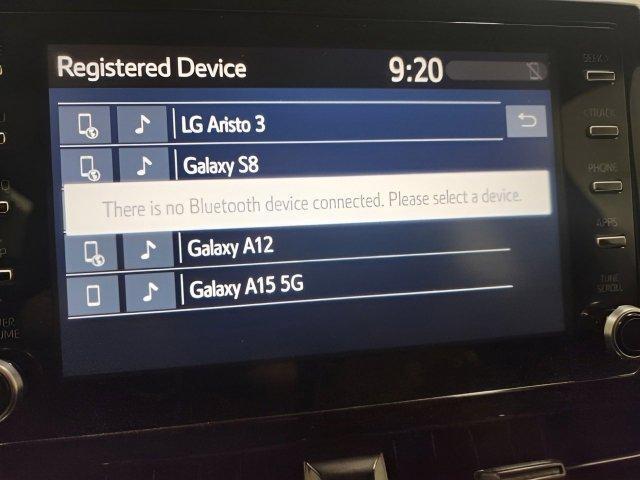 Registered Device 9:20
LG Aristo 3
Galaxy S8
There is no Bluetooth device connected. Please select a device.
Galaxy A12
Galaxy A15 5G
SEEK >
< TRACK
PHONE
APPS
TUNE
SCROLL